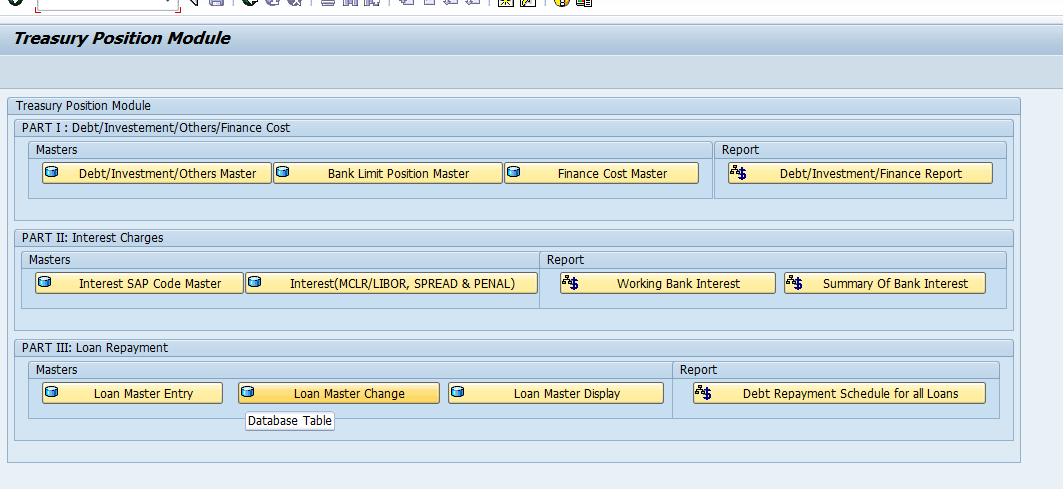 Treasury Position Module
Treasury Position Module
PART I : Debt/Investement/Others/Finance Cost
Masters
Report
Debt/Investment/Others Master
Bank Limit Position Master
Finance Cost Master
Debt/Investment/Finance Report
PART II: Interest Charges
Masters
Report
Interest SAP Code Master
Interest(MCLR/LIBOR, SPREAD & PENAL)
Working Bank Interest
Summary Of Bank Interest
PART III: Loan Repayment
Masters
Report
Loan Master Entry
Loan Master Change
Loan Master Display
Debt Repayment Schedule for all Loans
Database Table